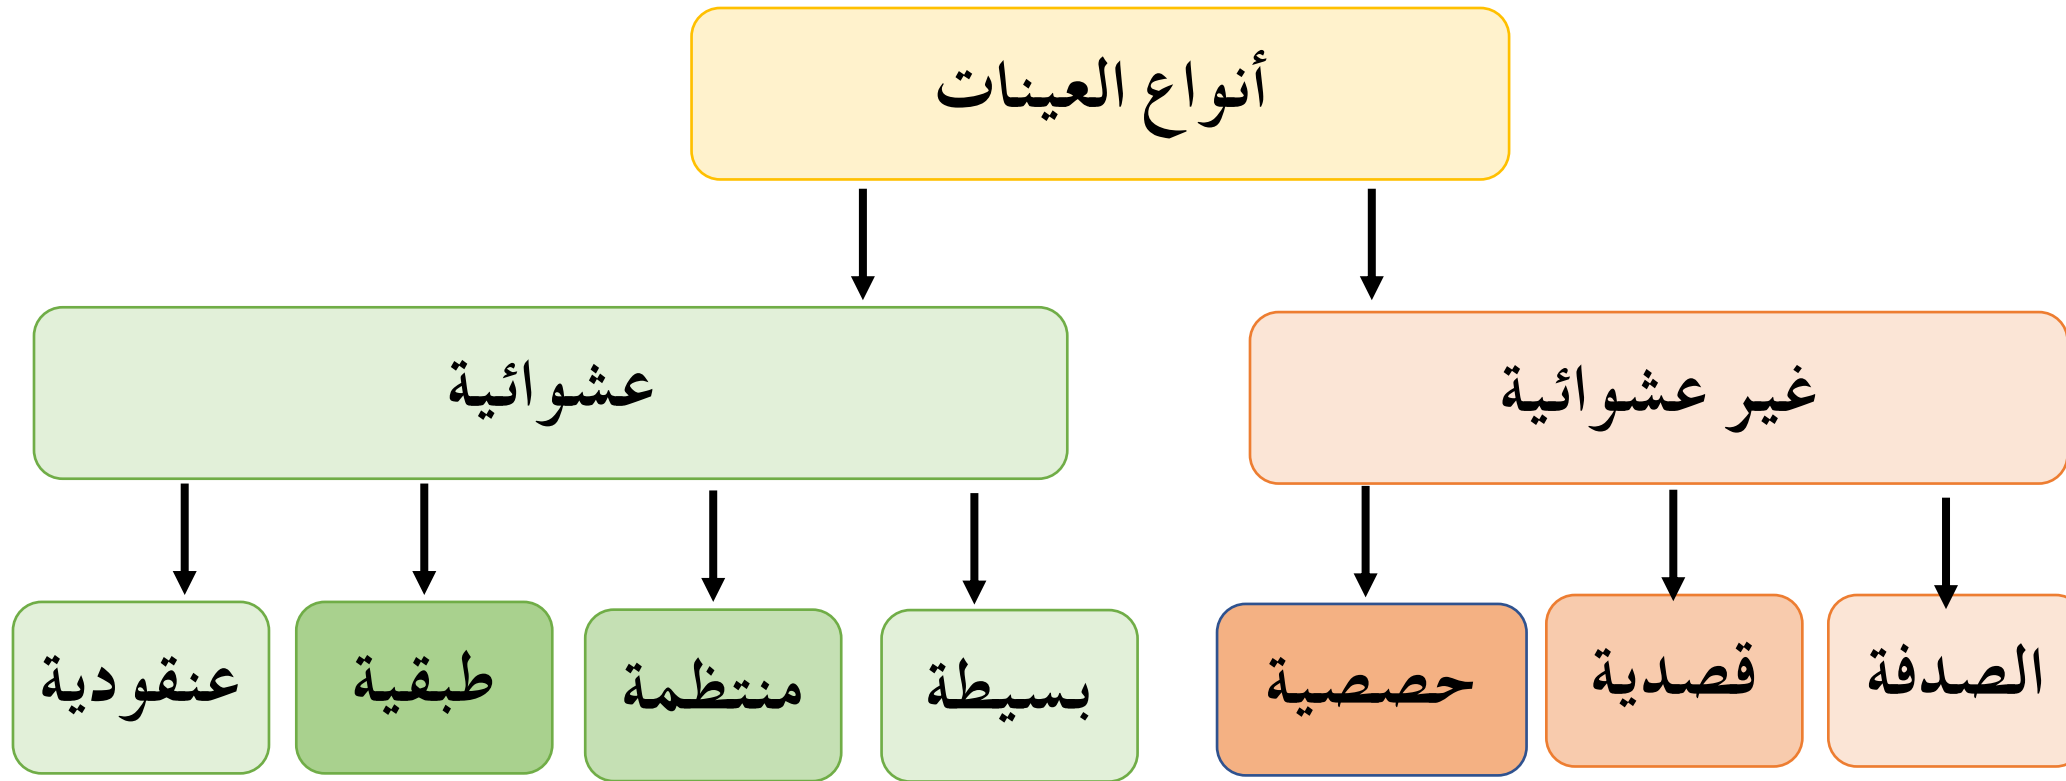 أنواع العينات
غير عشوائية
عشوائية
الصدفة
قصدية
حصصية
بسيطة
منتظمة
طبقية
عنقودية